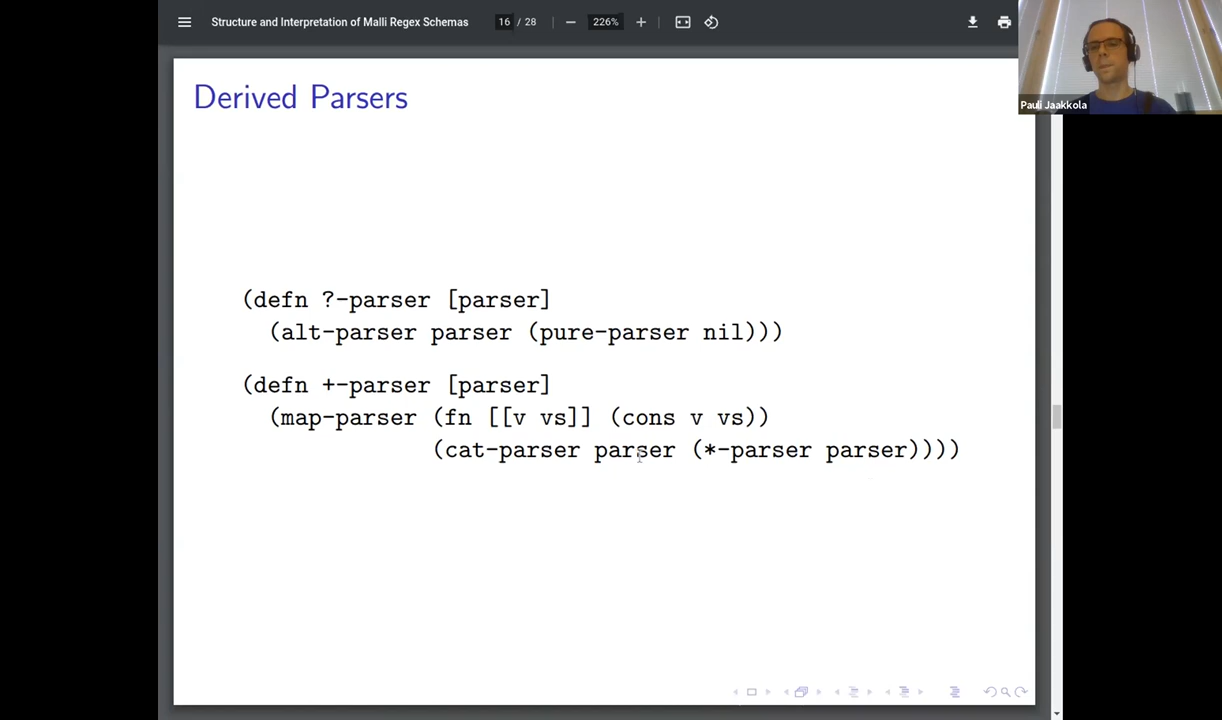 Structure and Interpretation of Malli Regex Schemas 16 / 28 226%
Pauli Jaakkola
Derived Parsers
(defn ?-parser [parser]
(alt-parser parser (pure-parser nil)))
(defn +-parser [parser]
(map-parser (fn [[v vs]] (cons v vs))
(cat-parser parser (*-parser parser))))